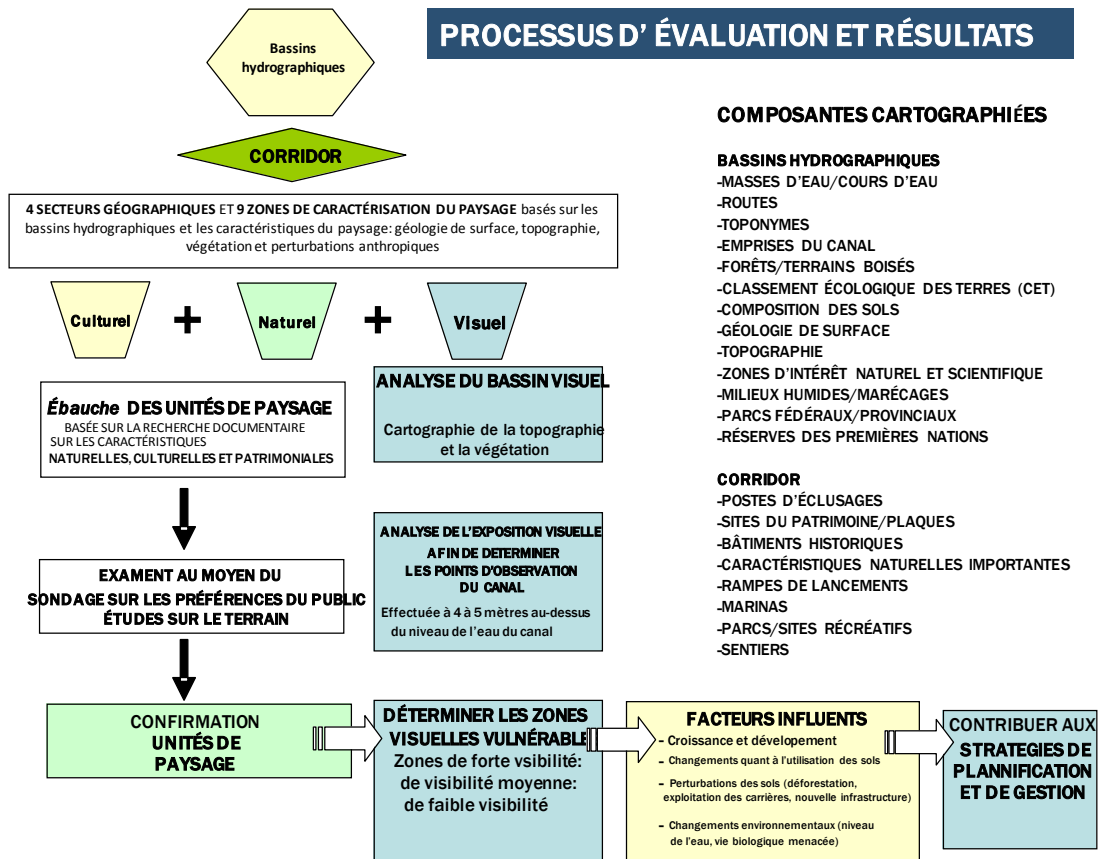 PROCESSUS D' ÉVALUATION ET RÉSULTATS
Bassins
hydrographiques
CORRIDOR
4 SECTEURS GÉOGRAPHIQUES ET 9 ZONES DE CARACTÉRISATION DU PAYSAGE basés sur les
bassins hydrographiques et les caractéristiques du paysage: géologie de surface, topographie,
végétation et perturbations anthropiques
Culturel
+
Naturel
+
Visuel
Ébauche DES UNITÉS DE PAYSAGE
BASÉE SUR LA RECHERCHE DOCUMENTAIRE
SUR LES CARACTÉRISTIQUES
NATURELLES, CULTURELLES ET PATRIMONIALES
ANALYSE DU BASSIN VISUEL
Cartographie de la topographie
et la végétation
EXAMENT AU MOYEN DU
SONDAGE SUR LES PRÉFÉRENCES DU PUBLIC
ÉTUDES SUR LE TERRAIN
ANALYSE DE L'EXPOSITION VISUELLE
AFIN DE DETERMINER
LES POINTS D'OBSERVATION
DU CANAL
Effectuée à 4 à 5 mètres au-dessus
du niveau de l'eau du canal
CONFIRMATION
UNITÉS DE
PAYSAGE
DÉTERMINER LES ZONES
VISUELLES VULNÉRABLE
Zones de forte vsibilité:
de visibilité moyenne:
de faible visibilité
FACTEURS INFLUENTS
- Croissance et dévelopement
- Changements quant à l'utilisation des sols
- Perturbations des sols (déforestation,
exploitation des carrières, nouvelle infrastructure)
- Changements environnementaux (niveau
de l'eau, vie biologique menacée)
CONTRIBUER AUX
STRATEGIES DE
PLANNIFICATION
ET DE GESTION
COMPOSANTES CARTOGRAPHIÉES
BASSINS HYDROGRAPHIQUES
-MASSES D'EAU/COURS D'EAU
-ROUTES
-TOPONYMES
-EMPRISES DU CANAL
-FORÊTS/TERRAINS BOISÉS
-CLASSEMENT ÉCOLOGIQUE DES TERRES (CET)
-COMPOSITION DES SOLS
-GÉOLOGIE DE SURFACE
-TOPOGRAPHIE
-ZONES D'INTÉRÊT NATUREL ET SCIENTIFIQUE
-MILIEUX HUMIDES/MARÉCAGES
-PARCS FÉDÉRAUX/PROVINCIAUX
-RÉSERVES DES PREMIÈRES NATIONS
CORRIDOR
-POSTES D'ÉCLUSAGES
-SITES DU PATRIMOINE/PLAQUES
-BÂTIMENTS HISTORIQUES
-CARACTÉRISTIQUES NATURELLES IMPORTANTES
-RAMPES DE LANCEMENTS
-MARINAS
-PARCS/SITES RÉCRÉATIFS
-SENTIERS